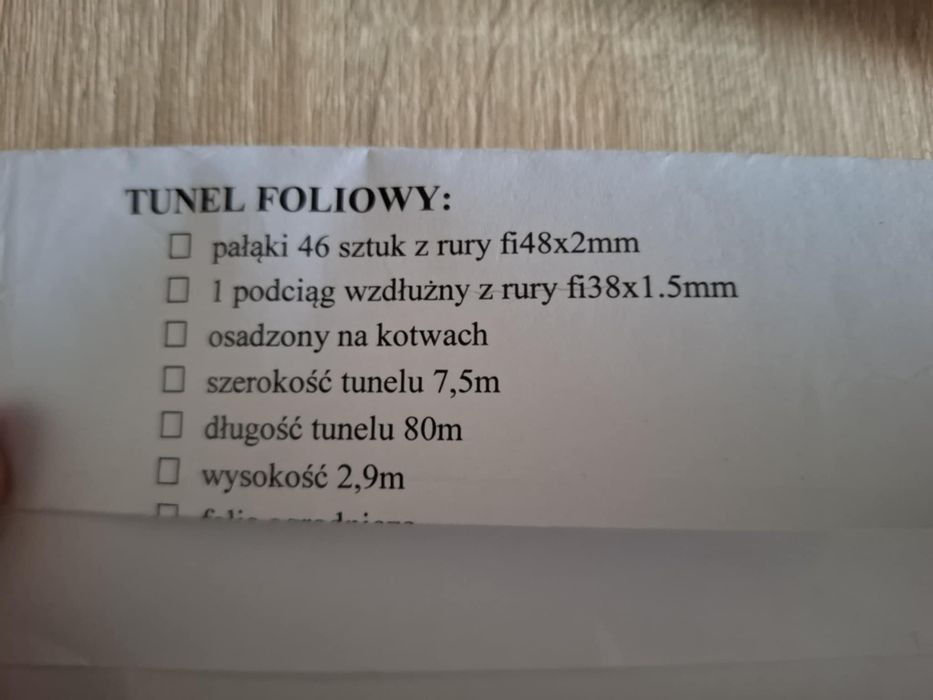 TUNEL FOLIOWY:
pałąki 46 sztuk z rury fi48x2mm
1 podciąg wzdłużny z rury fi38x1.5mm
osadzony na kotwach
szerokość tunelu 7,5m
długość tunelu 80m
wysokość 2,9m